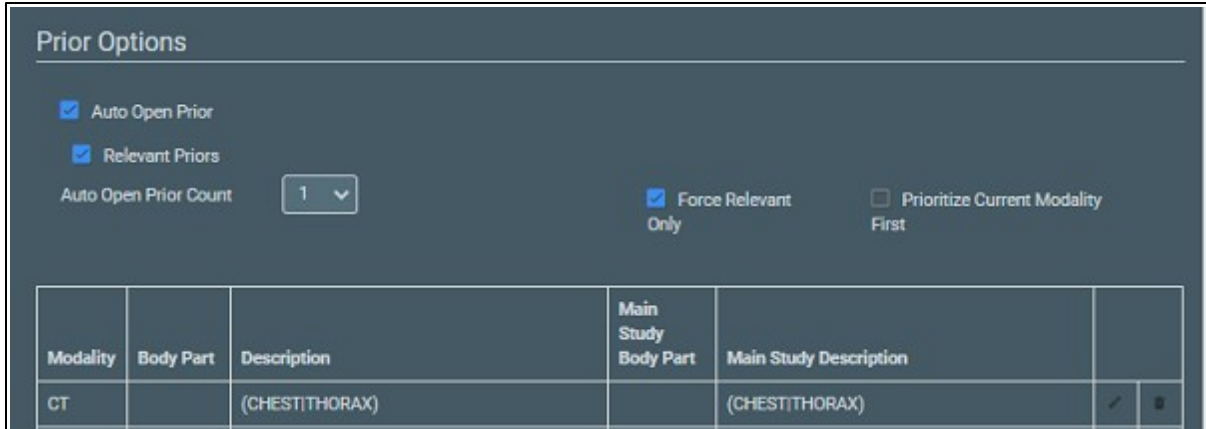 Prior Options
Auto Open Prior
Relevant Priors
Auto Open Prior Count 1
Force Relevant
Only
Prioritize Current Modality
First
Modality Body Part Description Main Study Body Part Main Study Description
CT (CHEST|THORAX) (CHEST|THORAX)